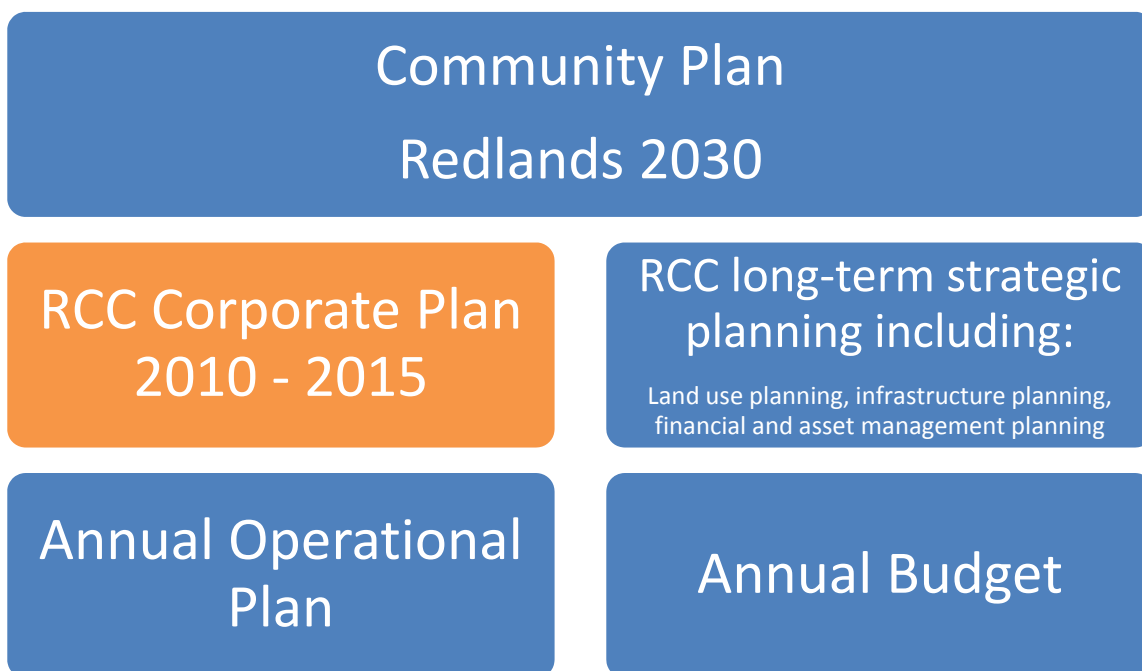 Community Plan
Redlands 2030
RCC Corporate Plan
2010 - 2015
RCC long-term strategic
planning including:
Land use planning, infrastructure planning,
financial and asset management planning
Annual Operational
Plan
Annual Budget